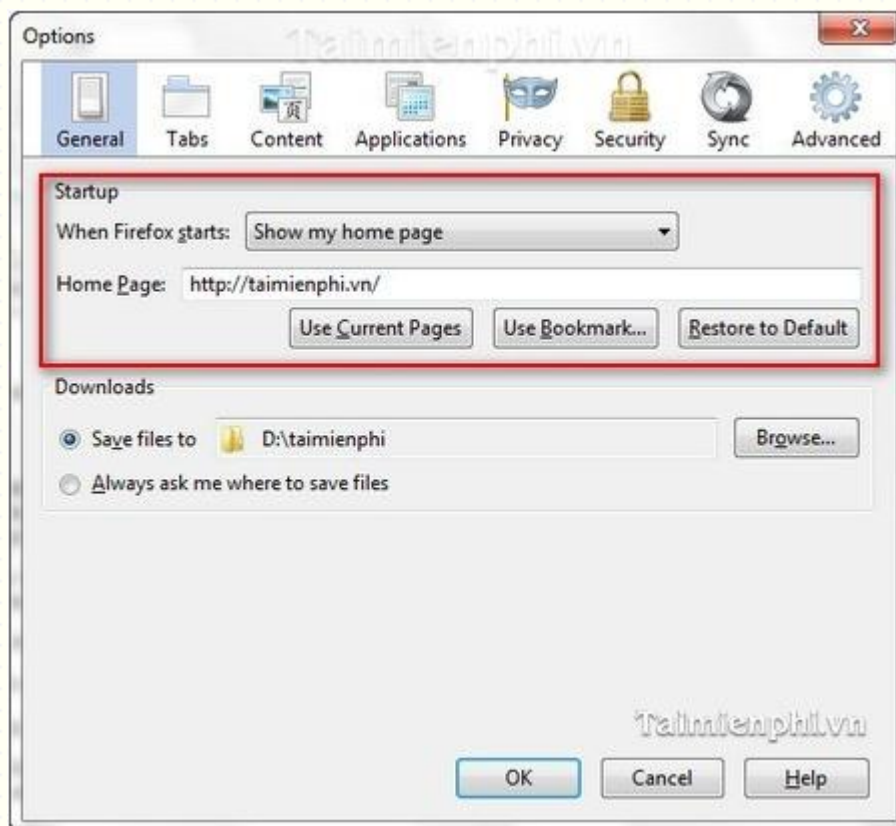 Options
Taimienphi.vn
General Tabs Content Applications Privacy Security Sync Advanced
Startup
When Firefox starts: Show my home page
Home Page: http://taimienphi.vn/
Use Current Pages Use Bookmark... Restore to Default
Downloads
Save files to D:\taimienphi Browse...
Always ask me where to save files
Taimienphi.vn
OK Cancel Help